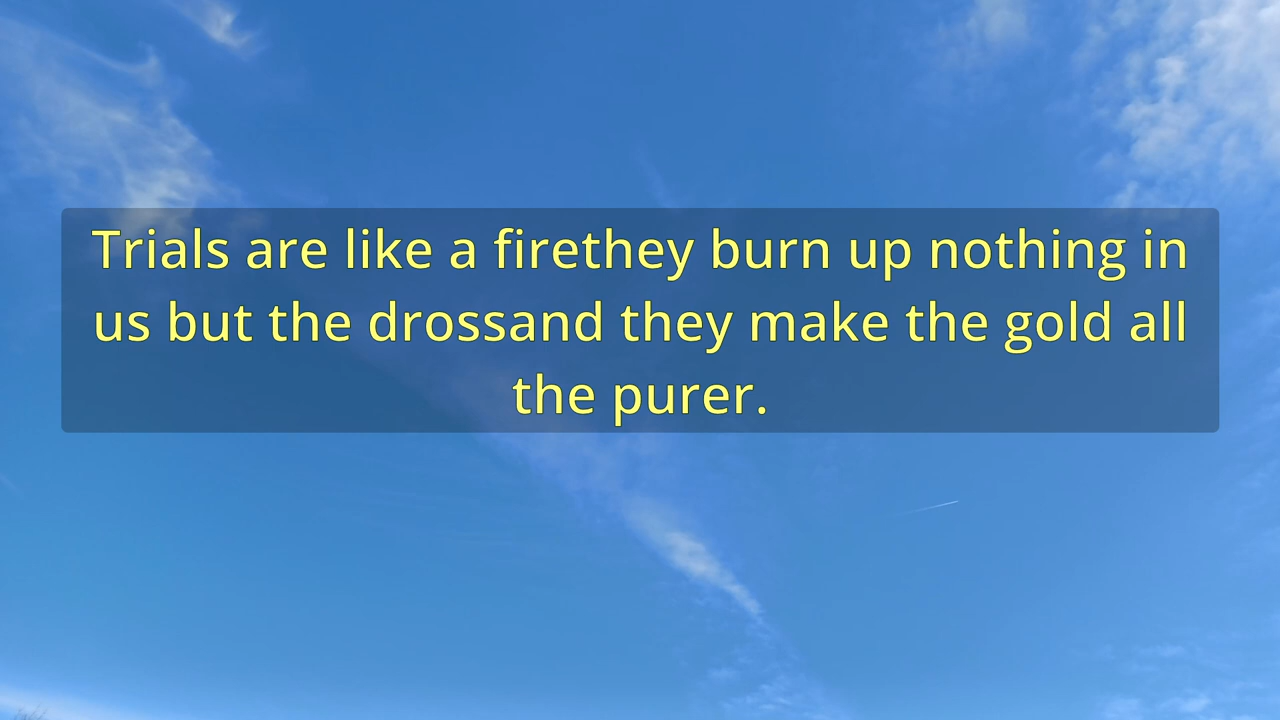 Trials are like a firethey burn up nothing in
us but the drossand they make the gold all
the purer.